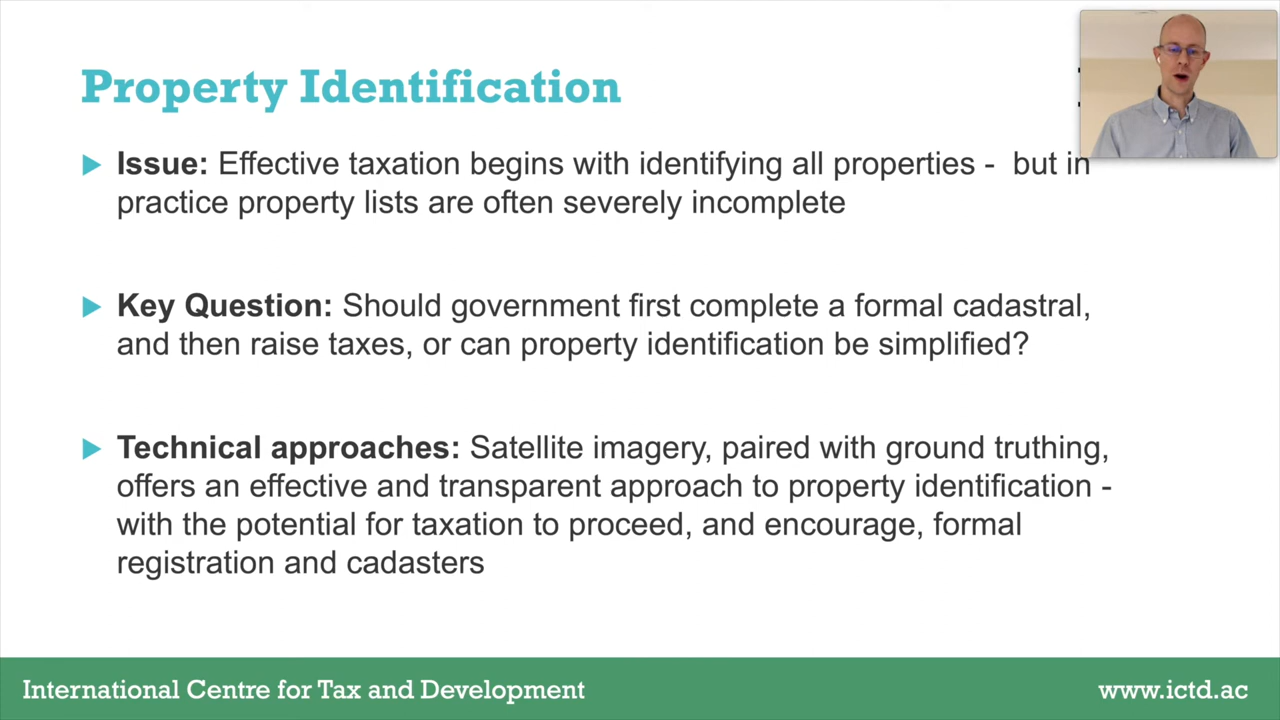 Property Identification
Issue: Effective taxation begins with identifying all properties - but in
practice property lists are often severely incomplete
Key Question: Should government first complete a formal cadastral,
and then raise taxes, or can property identification be simplified?
Technical approaches: Satellite imagery, paired with ground truthing,
offers an effective and transparent approach to property identification -
with the potential for taxation to proceed, and encourage, formal
registration and cadasters
International Centre for Tax and Development
www.ictd.ac